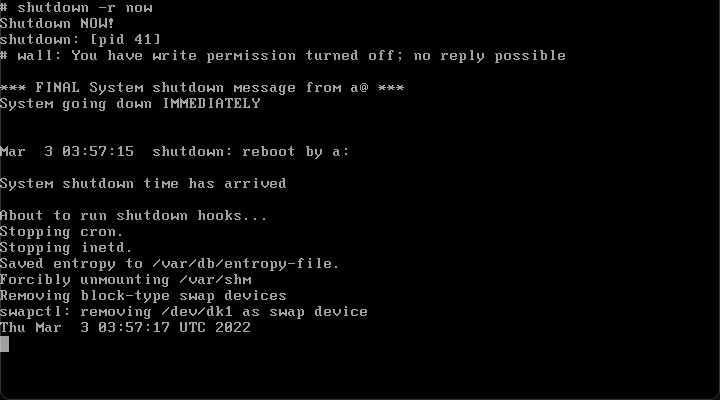 # shutdown -r now
Shutdown NOW!
shutdown: [pid 41]
# wall: You have write permission turned off; no reply possible
*** FINAL System shutdown message from a@ ***
System going down IMMEDIATELY
Mar  3 03:57:15  shutdown: reboot by a:
System shutdown time has arrived
About to run shutdown hooks...
Stopping cron.
Stopping inetd.
Saved entropy to /var/db/entropy-file.
Forcibly unmounting /var/shm
Removing block-type swap devices
swapctl: removing /dev/dk1 as swap device
Thu Mar  3 03:57:17 UTC 2022